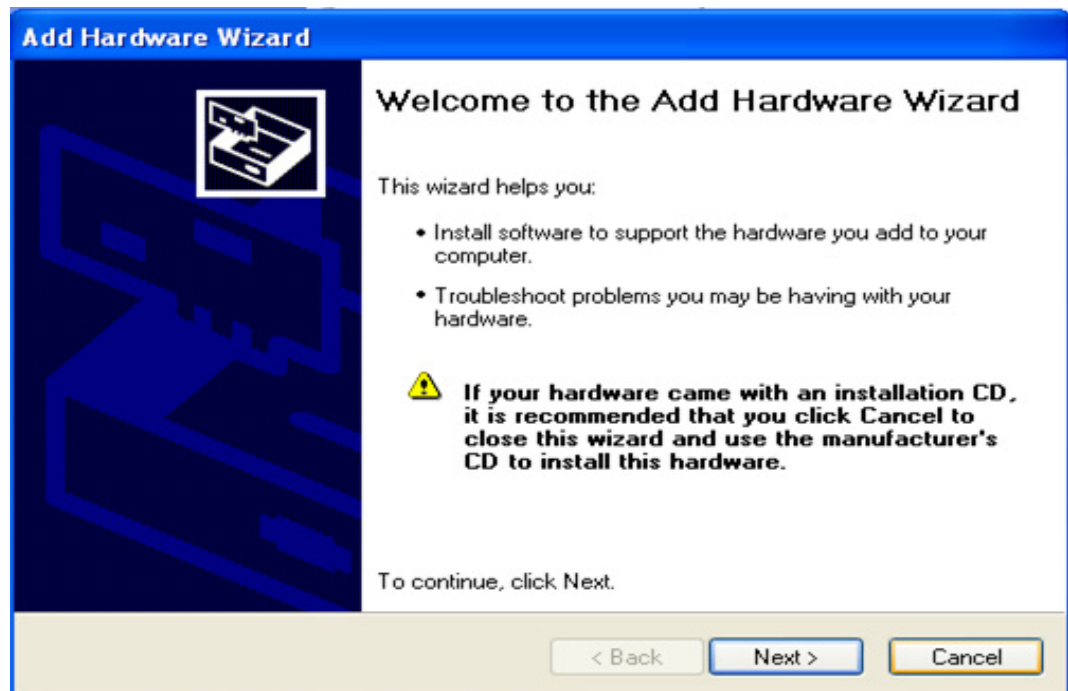 Add Hardware Wizard
Welcome to the Add Hardware Wizard
This wizard helps you:
• Install software to support the hardware you add to your
computer.
• Troubleshoot problems you may be having with your
hardware.
If your hardware came with an installation CD,
it is recommended that you click Cancel to
close this wizard and use the manufacturer's
CD to install this hardware.
To continue, click Next.
< Back Next > Cancel